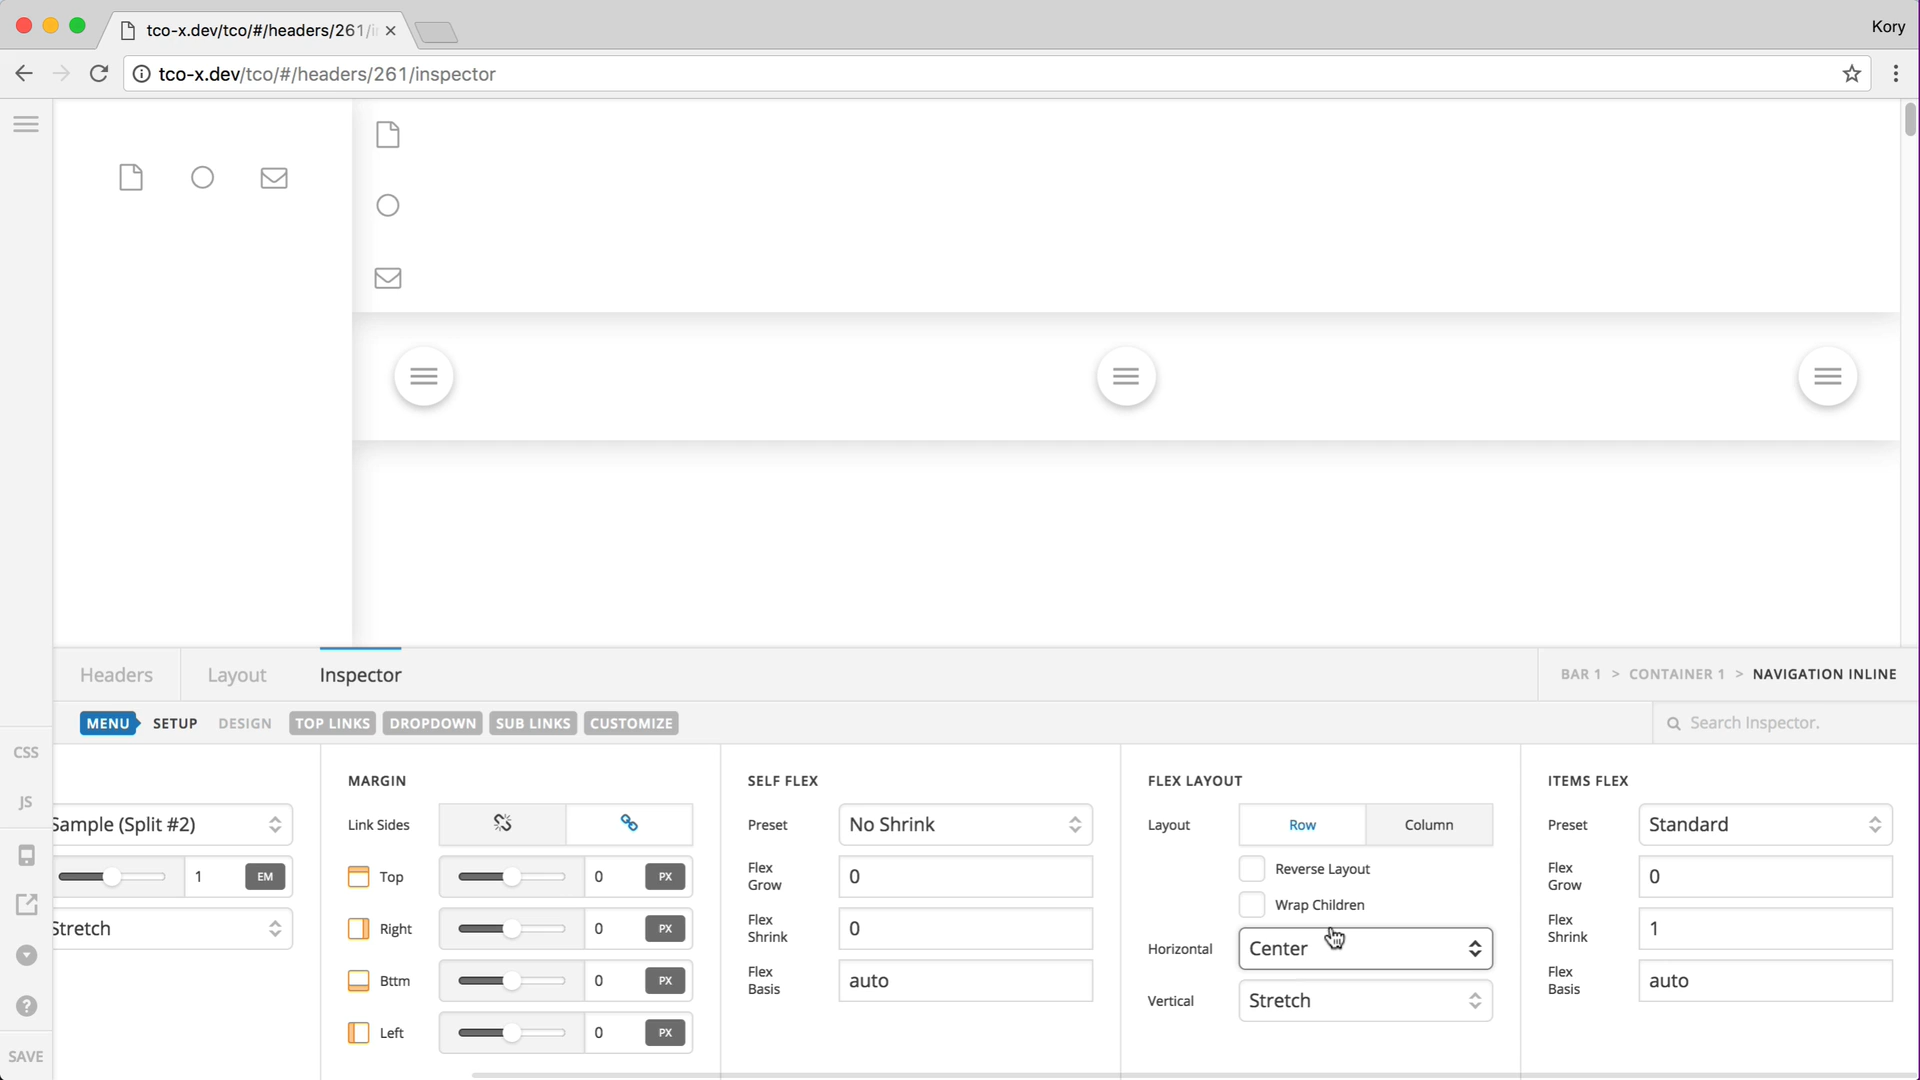 tco-x.dev/tco/#/headers/261/i
Kory
tco-x.dev/tco/#/headers/261/inspector
Headers
Layout
Inspector
BAR 1 > CONTAINER 1 > NAVIGATION INLINE
MENU
SETUP
DESIGN
TOP LINKS
DROPDOWN
SUB LINKS
CUSTOMIZE
Search Inspector.
CSS
JS
SAVE
Sample (Split #2)
1
EM
Stretch
MARGIN
Link Sides
Top
0
PX
Right
0
PX
Bttm
0
PX
Left
0
PX
SELF FLEX
Preset
No Shrink
Flex
Grow
0
Flex
Shrink
0
Flex
Basis
auto
FLEX LAYOUT
Layout
Row
Column
Reverse Layout
Wrap Children
Horizontal
Center
Vertical
Stretch
ITEMS FLEX
Preset
Standard
Flex
Grow
0
Flex
Shrink
1
Flex
Basis
auto